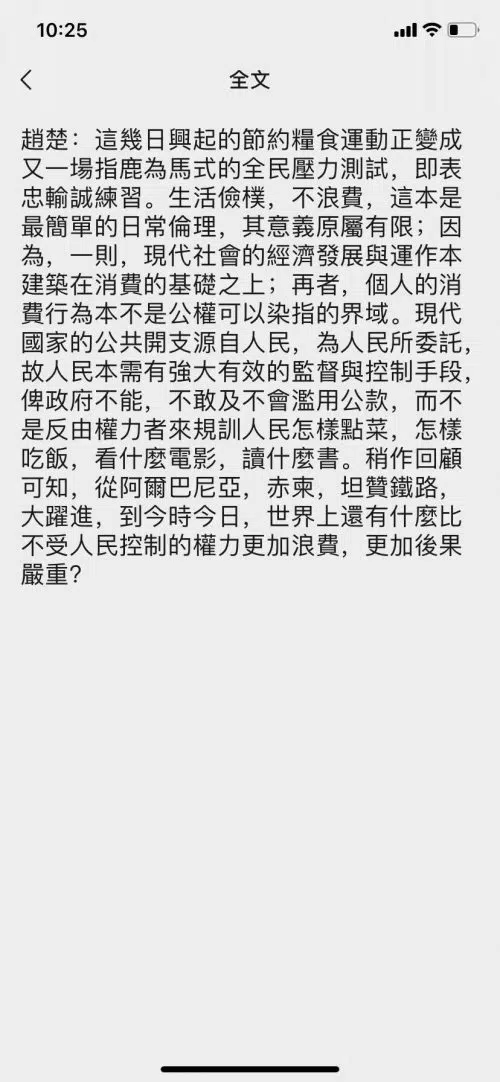 10:25
全文
趙楚：這幾日興起的節約糧食運動正變成
又一場指鹿為馬式的全民壓力測試，即表
忠輸誠練習。生活儉樸，不浪費，這本是
最簡單的日常倫理，其意義原屬有限；因
為，一則，現代社會的經濟發展與運作本
建築在消費的基礎之上；再者，個人的消
費行為本不是公權可以染指的界域。現代
國家的公共開支源自人民，為人民所委託，
故人民本需有強大有效的監督與控制手段，
俾政府不能，不敢及不會濫用公款，而不
是反由權力者來規訓人民怎樣點菜，怎樣
吃飯，看什麼電影，讀什麼書。稍作回顧
可知，從阿爾巴尼亞，赤柬，坦贊鐵路，
大躍進，到今時今日，世界上還有什麼比
不受人民控制的權力更加浪費，更加後果
嚴重？